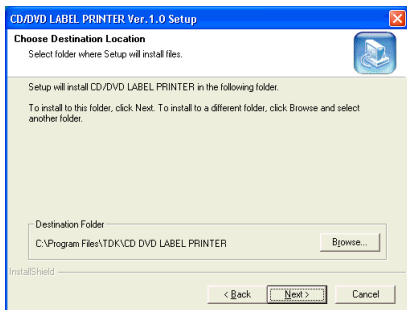 CD/DVD LABEL PRINTER Ver.1.0 Setup
Choose Destination Location
Select folder where Setup will install files.
Setup will install CD/DVD LABEL PRINTER in the following folder.
To install to this folder, click Next. To install to a different folder, click Browse and select
another folder.
Destination Folder
C:\Program Files\TDK\CD DVD LABEL PRINTER
Browse...
InstallShield
< Back
Next >
Cancel